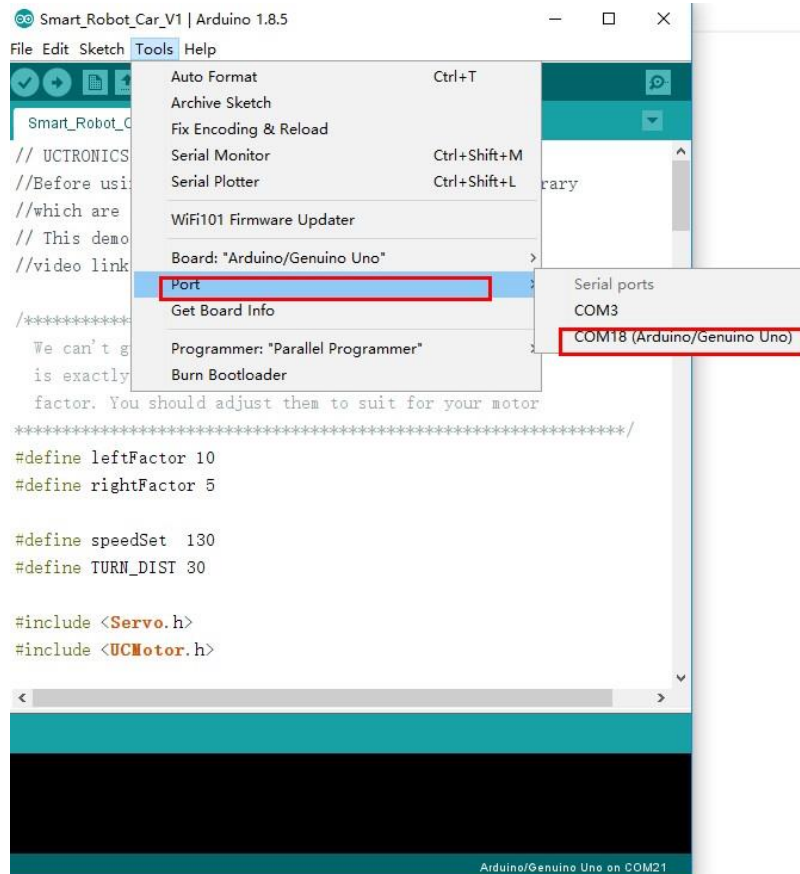 Smart_Robot_Car_V1 | Arduino 1.8.5
File Edit Sketch Tools Help
Auto Format Ctrl+T
Archive Sketch
Smart_Robot_C
Fix Encoding & Reload
// UCTRONICS
Serial Monitor Ctrl+Shift+M
//Before usi
Serial Plotter Ctrl+Shift+L
rary
//which are
WiFi101 Firmware Updater
// This demo
Board: "Arduino/Genuino Uno"
//video link
Port
Serial ports
Get Board Info
COM3
/************
We can't g
Programmer: "Parallel Programmer"
COM18 (Arduino/Genuino Uno)
is exactly
Burn Bootloader
factor. You should adjust them to suit for your motor
************************************************************/
#define leftFactor 10
#define rightFactor 5
#define speedSet  130
#define TURN_DIST 30
#include <Servo.h>
#include <UCMotor.h>
Arduino/Genuino Uno on COM21